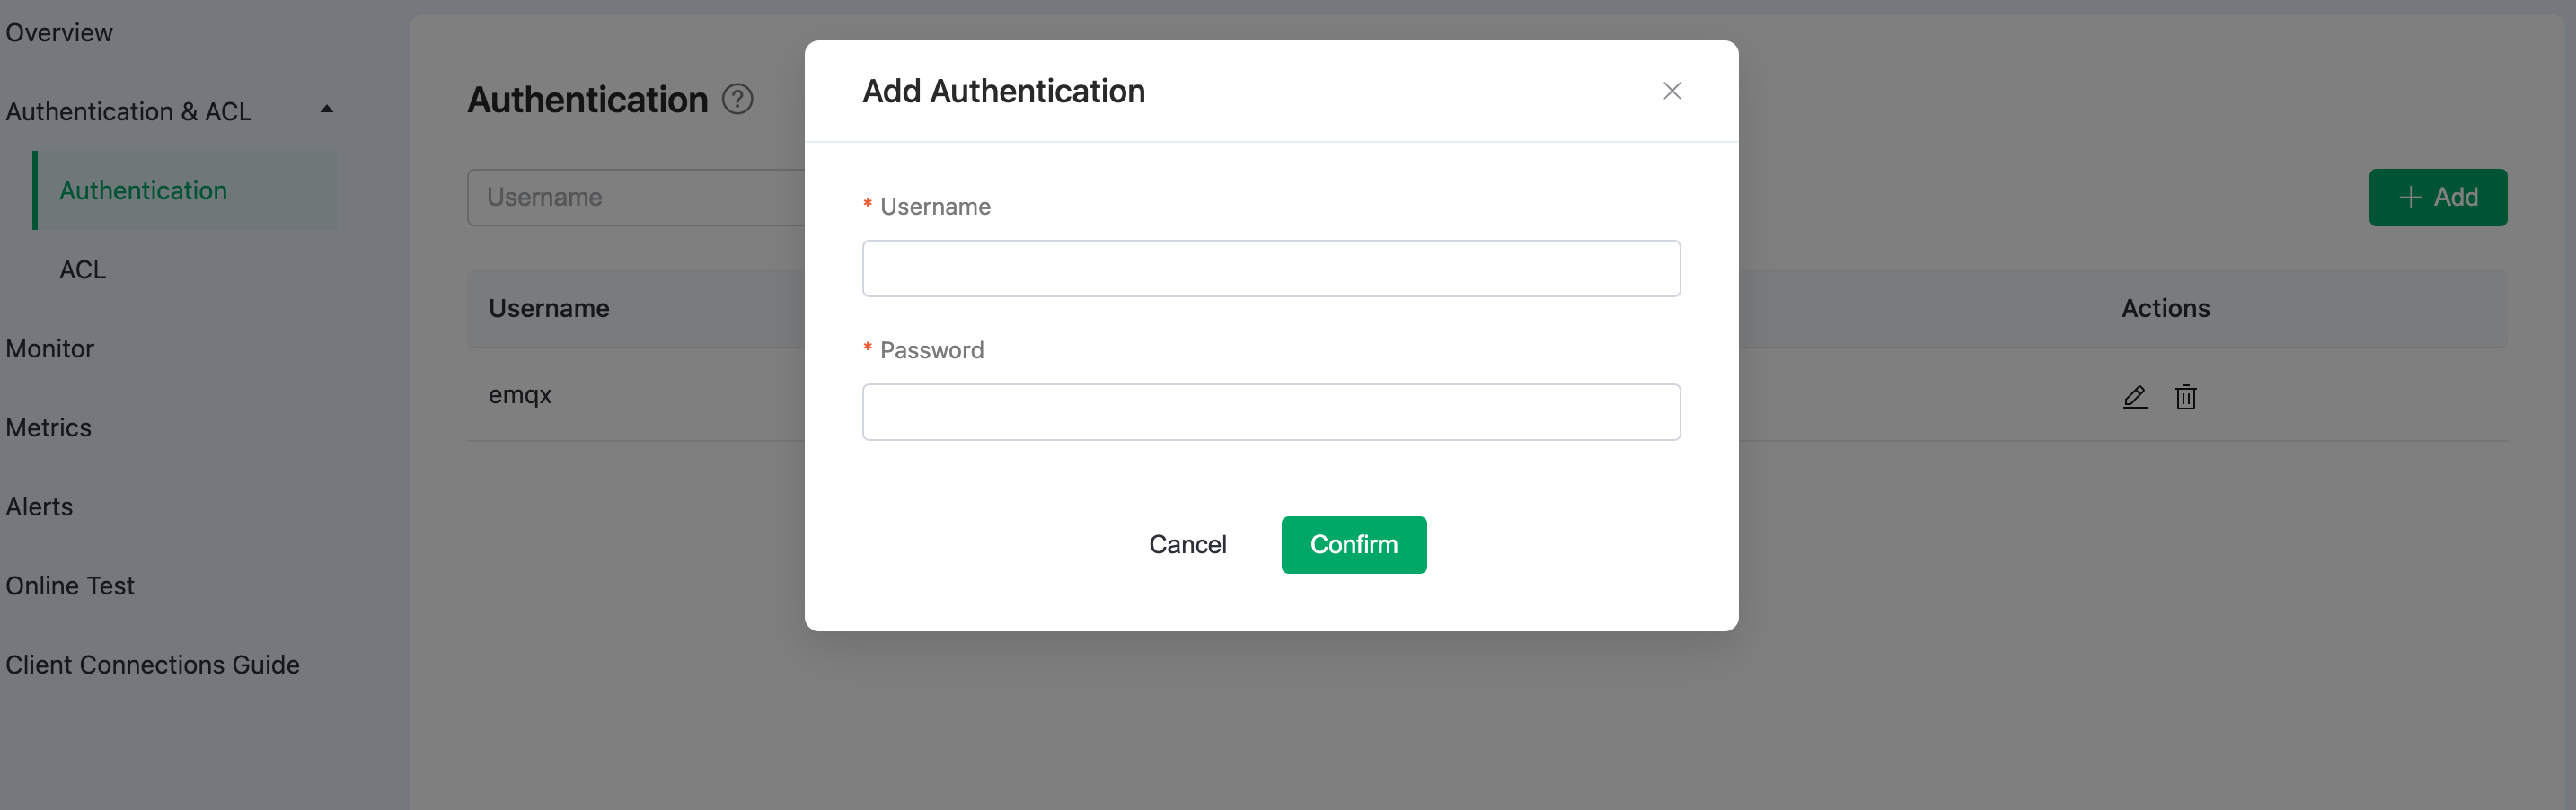 Overview
Authentication & ACL
Authentication
ACL
Monitor
Metrics
Alerts
Online Test
Client Connections Guide
Authentication ?
Username
+ Add
Username
Actions
emqx
Add Authentication
* Username
* Password
Cancel
Confirm